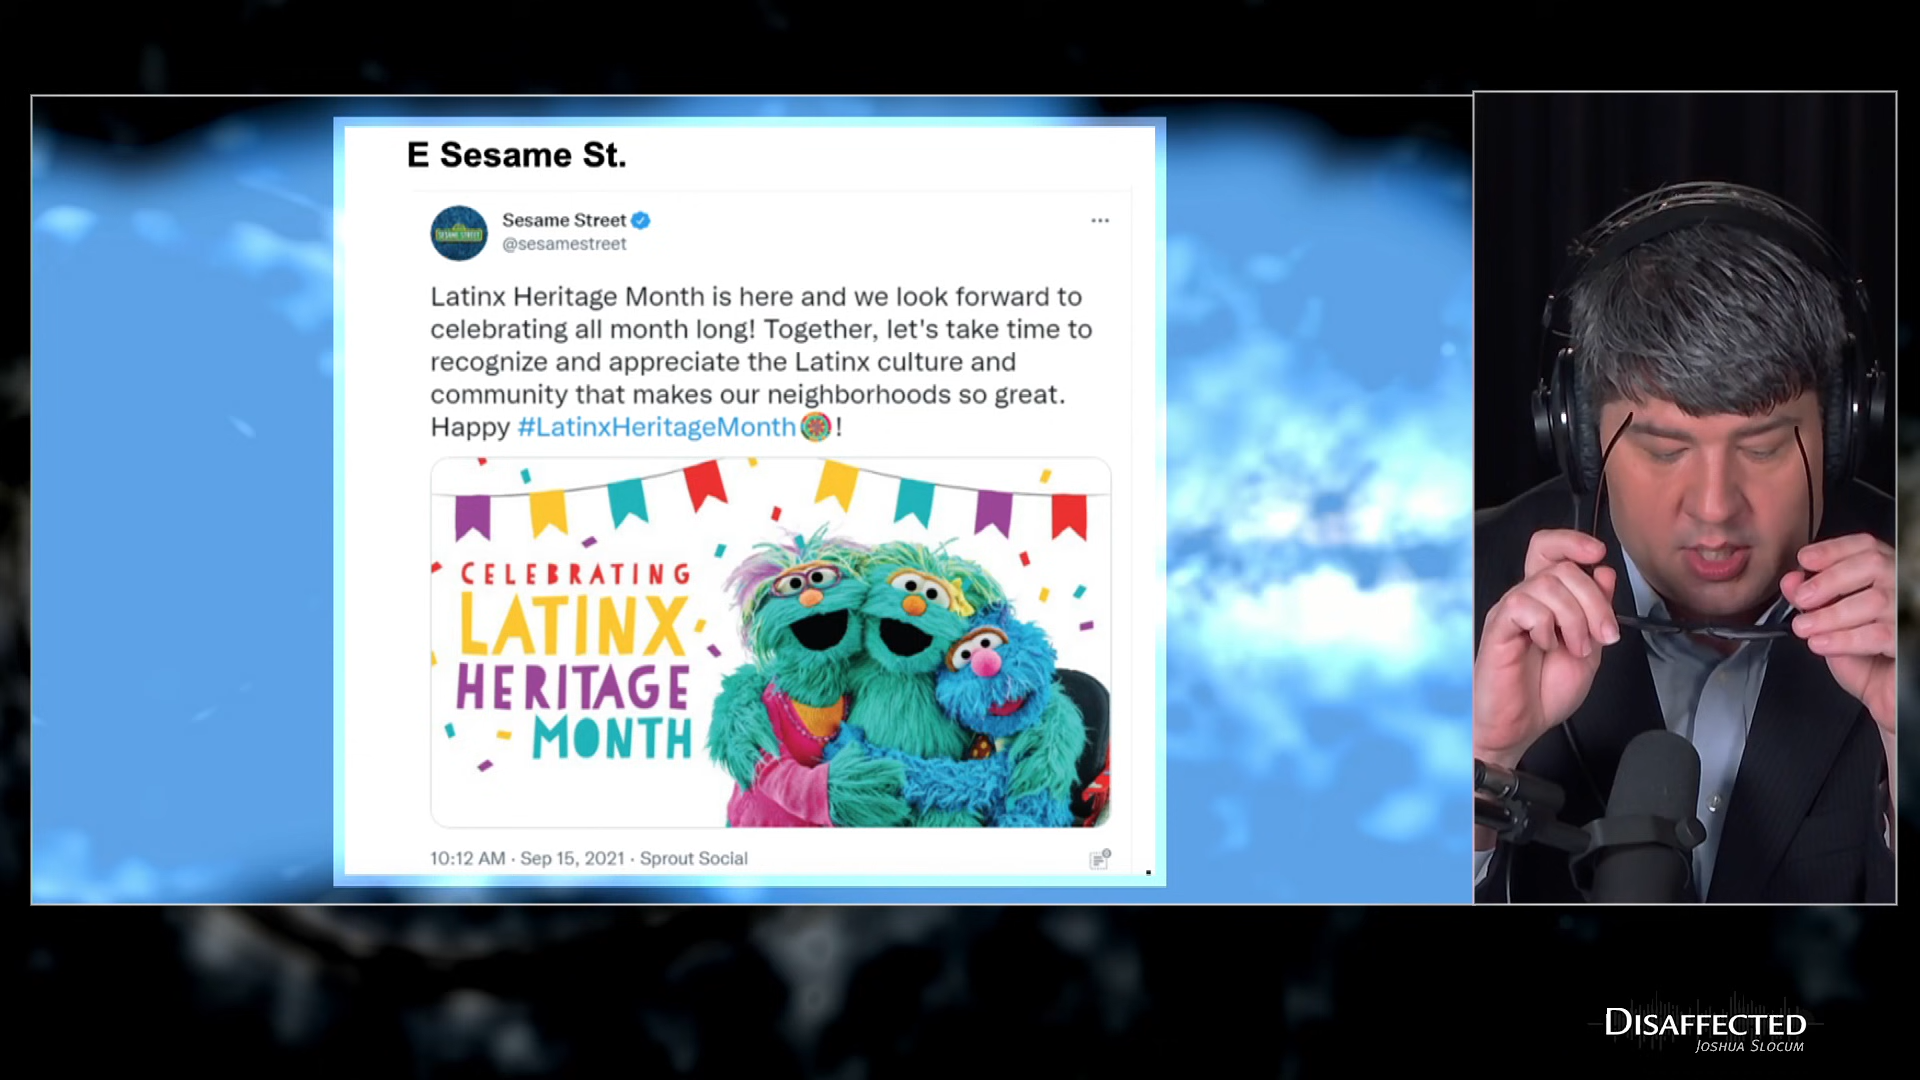 E Sesame St.
SESAME STREET
Sesame Street
@sesamestreet
Latinx Heritage Month is here and we look forward to
celebrating all month long! Together, let's take time to
recognize and appreciate the Latinx culture and
community that makes our neighborhoods so great.
Happy #LatinxHeritageMonth!
CELEBRATING
LATINX
HERITAGE
MONTH
10:12 AM · Sep 15, 2021 · Sprout Social
DISAFFECTED
JOSHUA SLOCUM